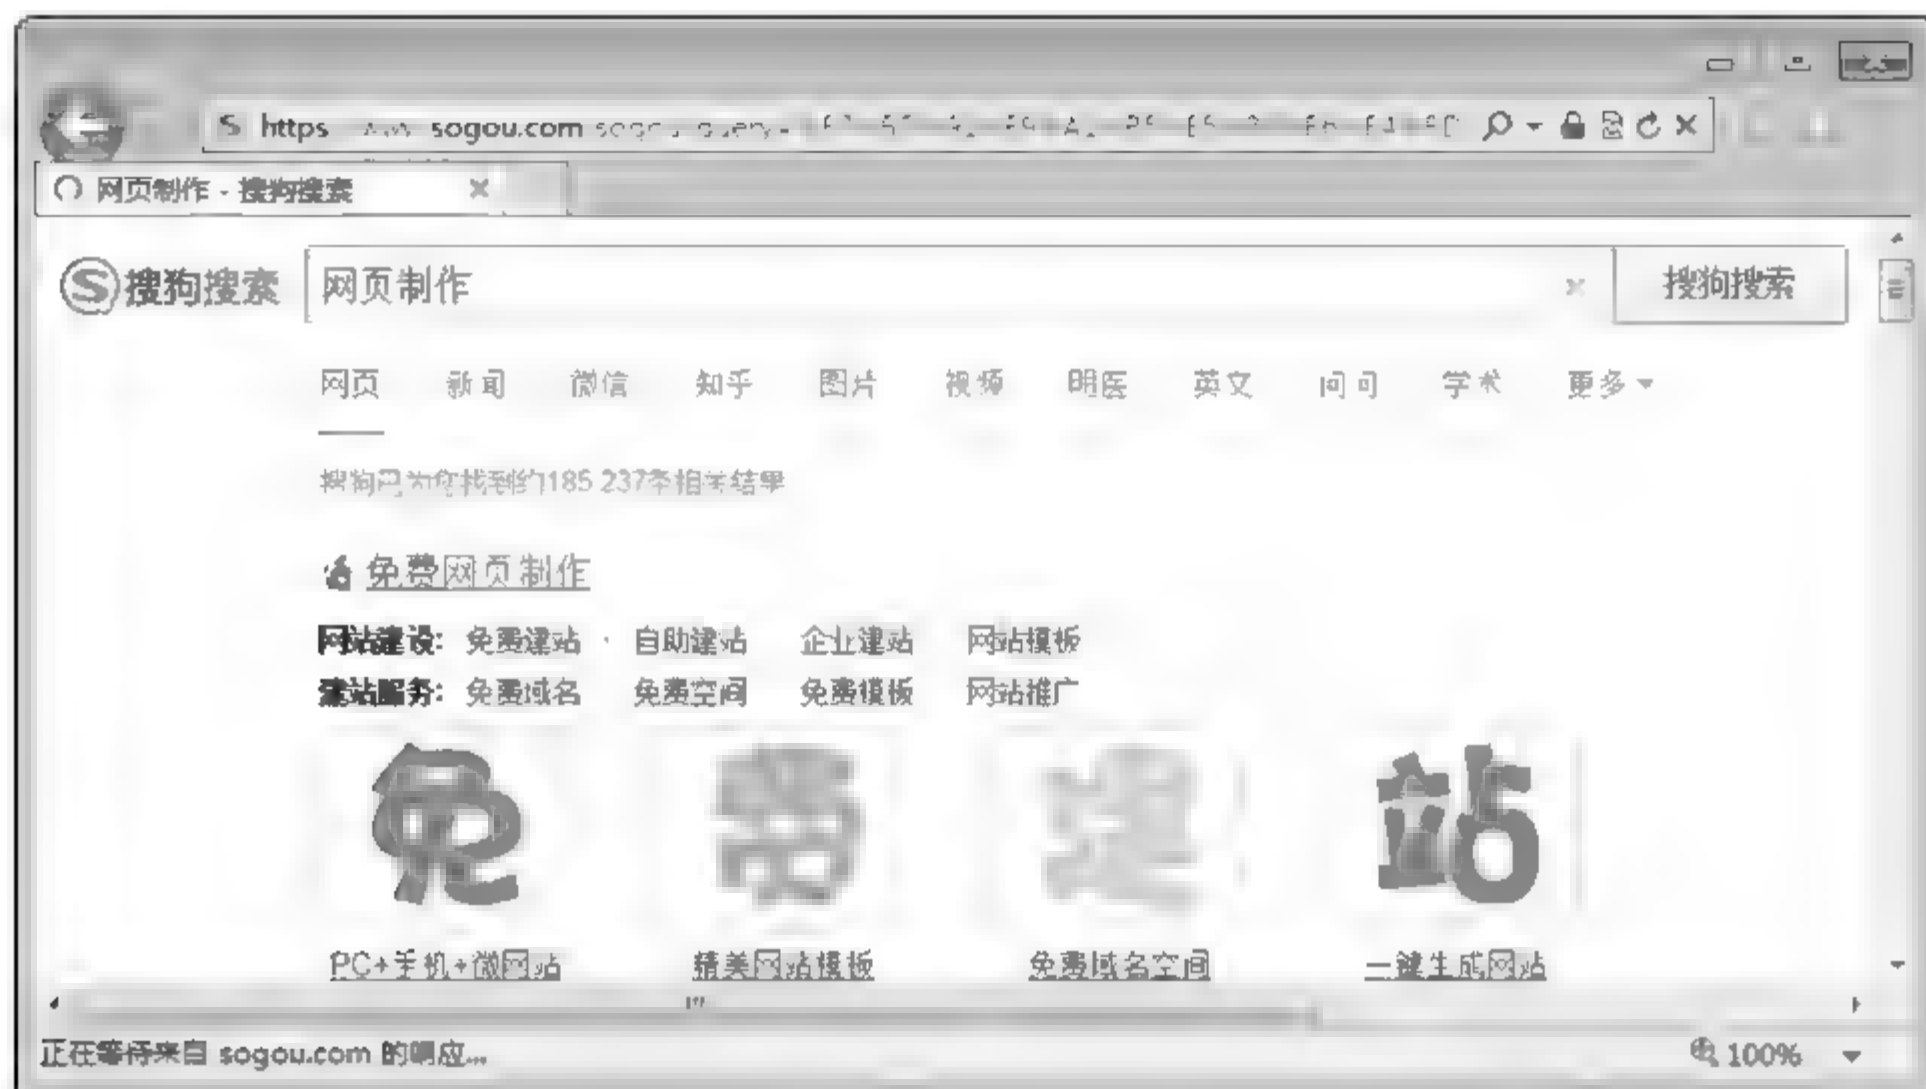 https www.sogou.com
网页制作 - 搜狗搜索
搜狗搜索 网页制作 搜狗搜索
网页 新闻 微信 知乎 图片 视频 明医 英文 问问 学术 更多
搜狗已为您找到约185,237条相关结果
免费网页制作
网站建设: 免费建站 · 自助建站 企业建站 网站模板
建站服务: 免费域名 免费空间 免费模板 网站推广
免 费 建 站
PC+手机+微网站 精美网站模板 免费域名空间 一键生成网站
正在等待来自 sogou.com 的响应... 100%